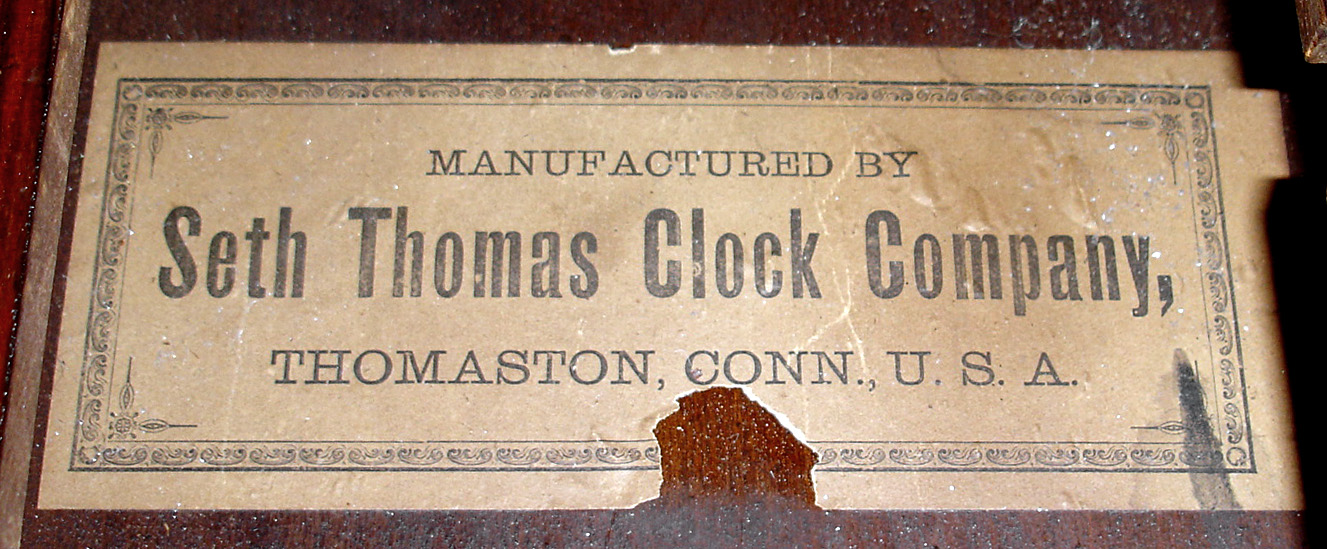 MANUFACTURED BY
Seth Thomas Clock Company,
THOMASTON, CONN., U. S. A.